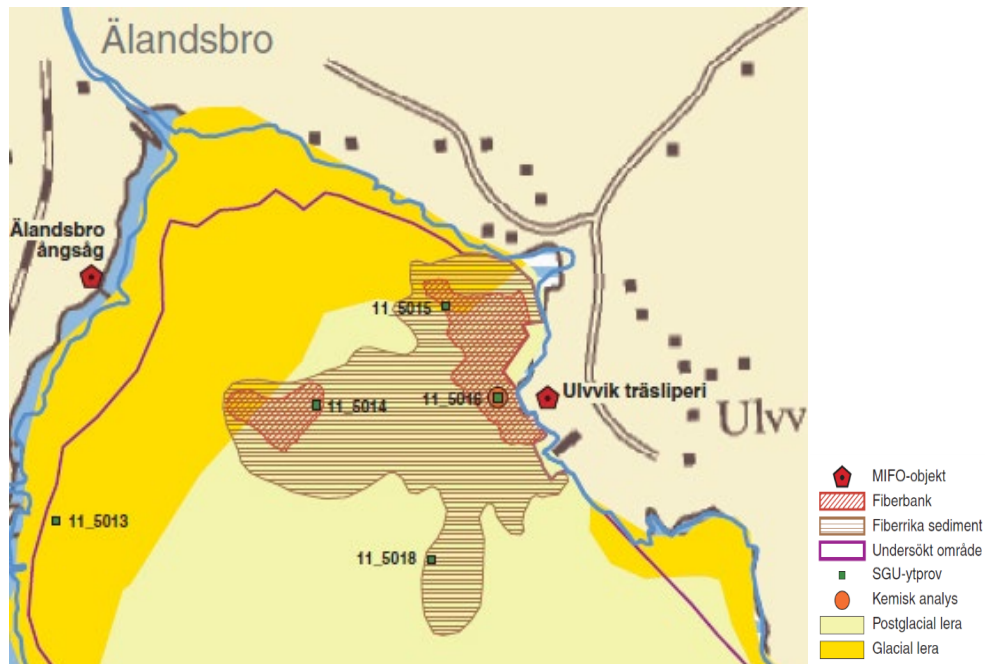 Älandsbro
Älandsbro
ångsåg
11_5015
11_5014
11_5016
Ulvvik träsliperi
Ulvv
11_5013
11_5018
MIFO-objekt
Fiberbank
Fiberrika sediment
Undersökt område
SGU-ytprov
Kemisk analys
Postglacial lera
Glacial lera